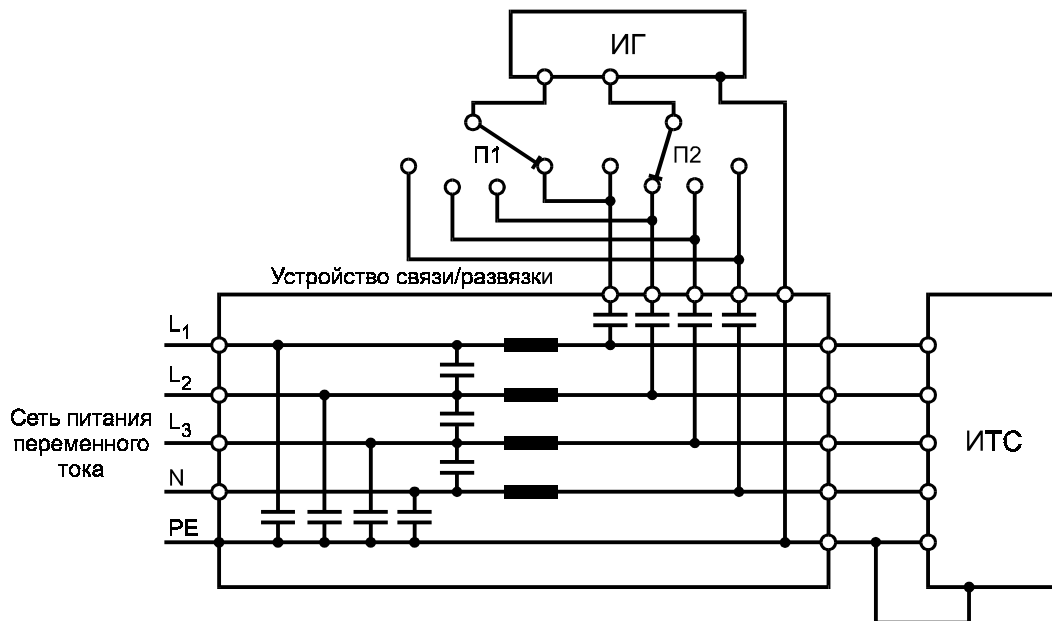 ИГ
П1
П2
Устройство связи/развязки
L1
L2
L3
N
PE
Сеть питания
переменного
тока
ИТС